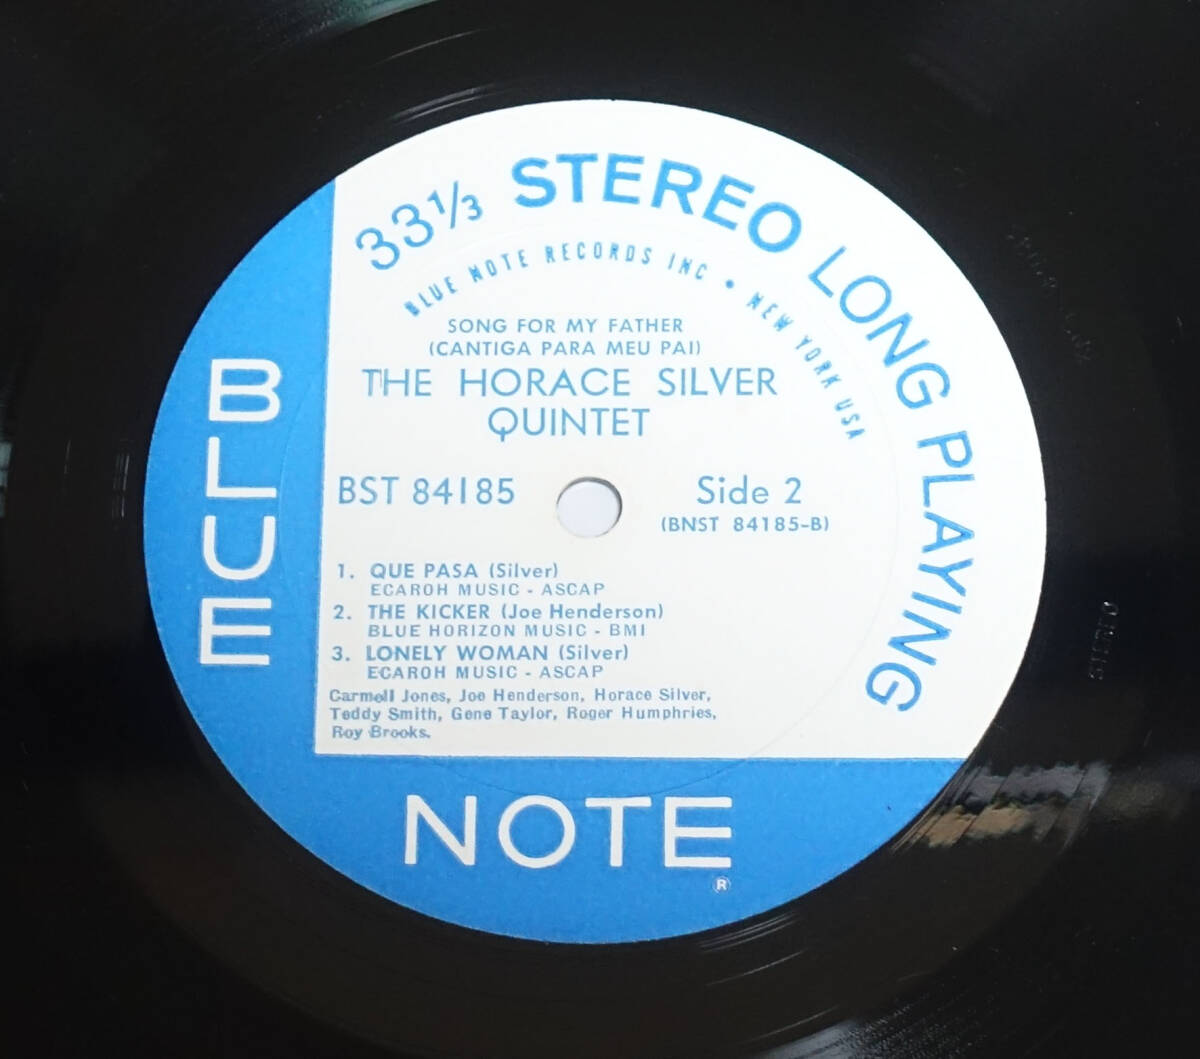 33⅓ STEREO LONG PLAYING
BLUE NOTE RECORDS INC • NEW YORK USA
SONG FOR MY FATHER
(CANTIGA PARA MEU PAI)
THE HORACE SILVER
QUINTET
BST 84185
Side 2
(BNST 84185-B)
1. QUE PASA (Silver)
ECAROH MUSIC - ASCAP
2. THE KICKER (Joe Henderson)
BLUE HORIZON MUSIC - BMI
3. LONELY WOMAN (Silver)
ECAROH MUSIC - ASCAP
Carmell Jones, Joe Henderson, Horace Silver,
Teddy Smith, Gene Taylor, Roger Humphries,
Roy Brooks.
BLUE
NOTE
®
STEREO